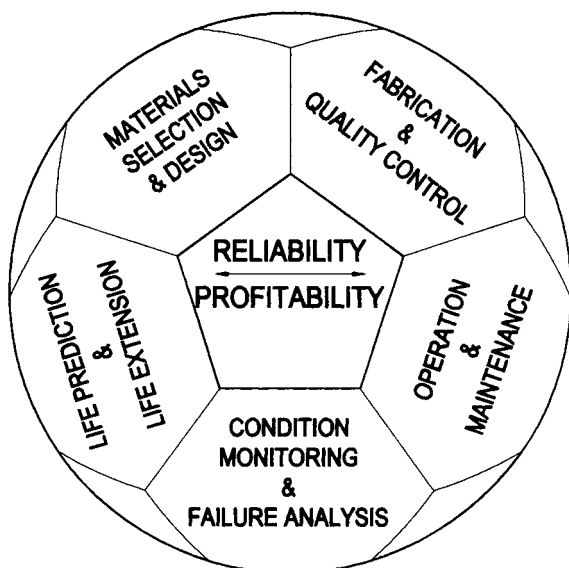 MATERIALS
SELECTION
& DESIGN
FABRICATION
&
QUALITY CONTROL
RELIABILITY
PROFITABILITY
LIFE PREDICTION
&
LIFE EXTENSION
OPERATION
&
MAINTENANCE
CONDITION
MONITORING
&
FAILURE ANALYSIS